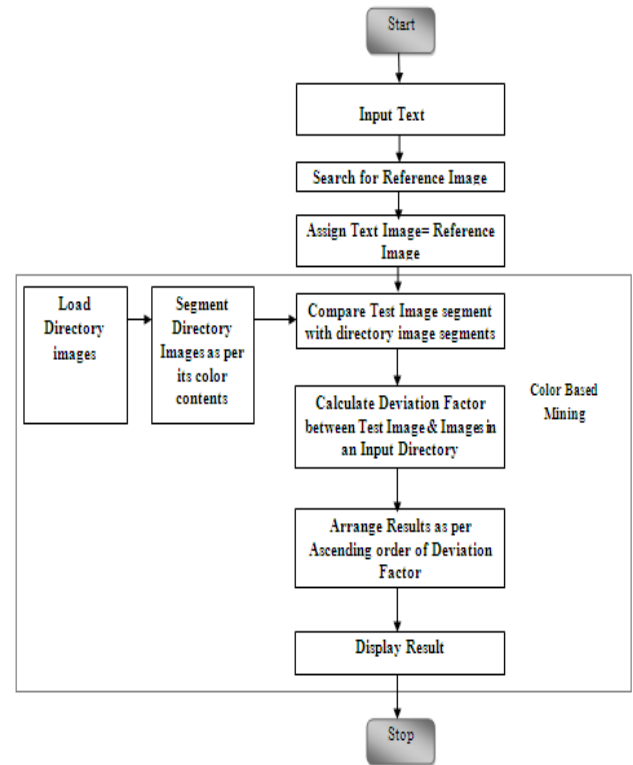 Start
Input Text
Search for Reference Image
Assign Text Image= Reference
Image
Load
Directory
images
Segment
Directory
Images as per
its color
contents
Compare Test Image segment
with directory image segments
Calculate Deviation Factor
between Test Image & Images in
an Input Directory
Color Based
Mining
Arrange Results as per
Ascending order of Deviation
Factor
Display Result
Stop